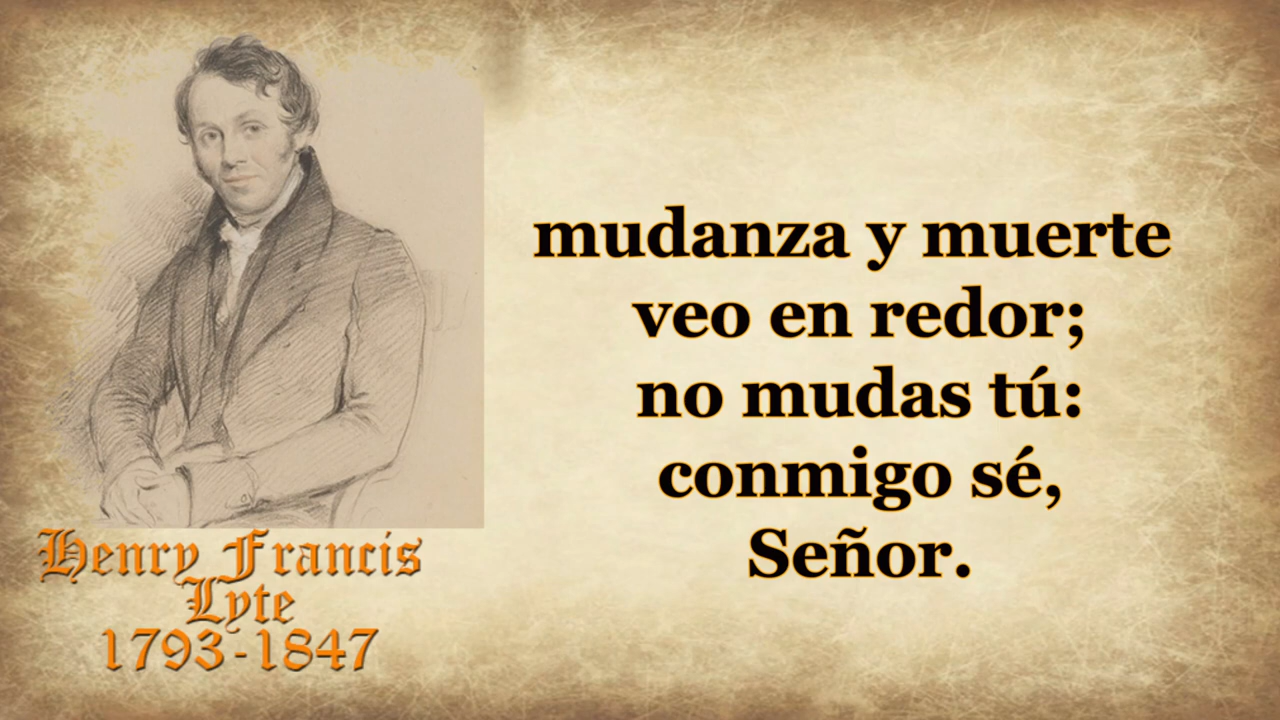 mudanza y muerte
veo en redor;
no mudas tú:
conmigo sé,
Señor.
Henry Francis
Lyte
1793-1847